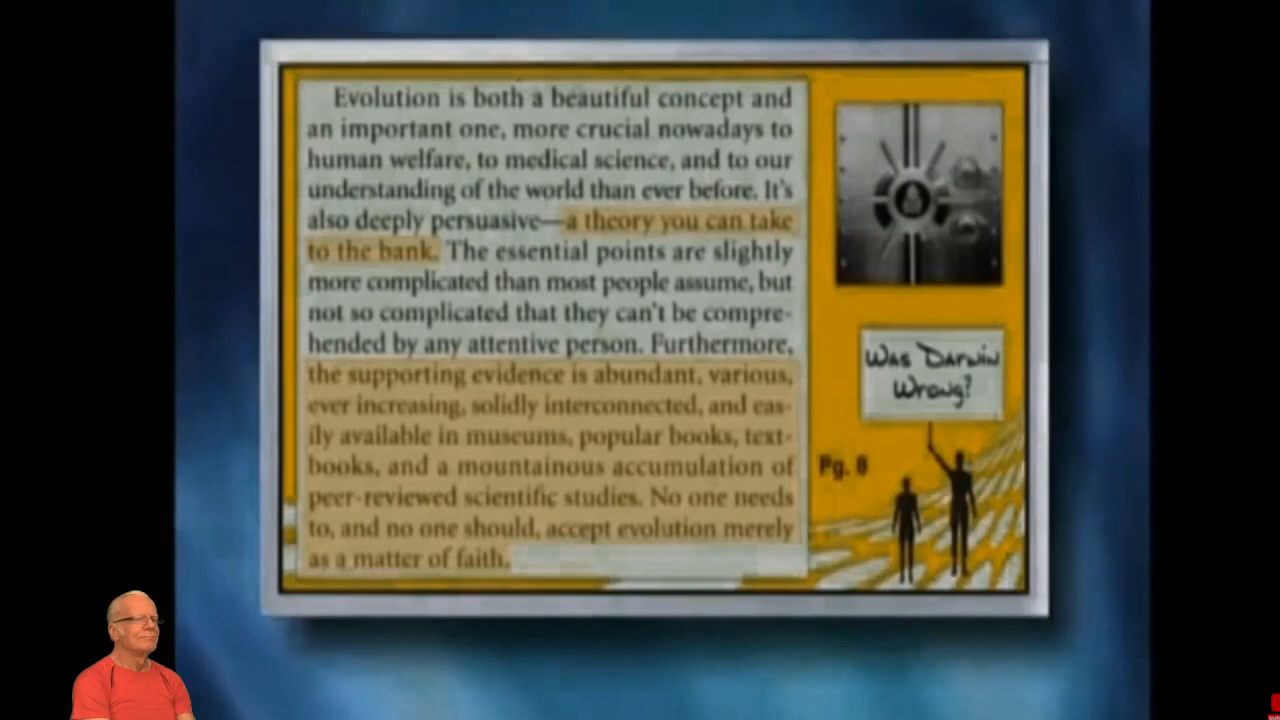 Evolution is both a beautiful concept and
an important one, more crucial nowadays to
human welfare, to medical science, and to our
understanding of the world than ever before. It's
also deeply persuasive—a theory you can take
to the bank. The essential points are slightly
more complicated than most people assume, but
not so complicated that they can't be compre-
hended by any attentive person. Furthermore,
the supporting evidence is abundant, various,
ever increasing, solidly interconnected, and eas-
ily available in museums, popular books, text-
books, and a mountainous accumulation of
peer-reviewed scientific studies. No one needs
to, and no one should, accept evolution merely
as a matter of faith.
Was Darwin
Wrong?
Pg. 8